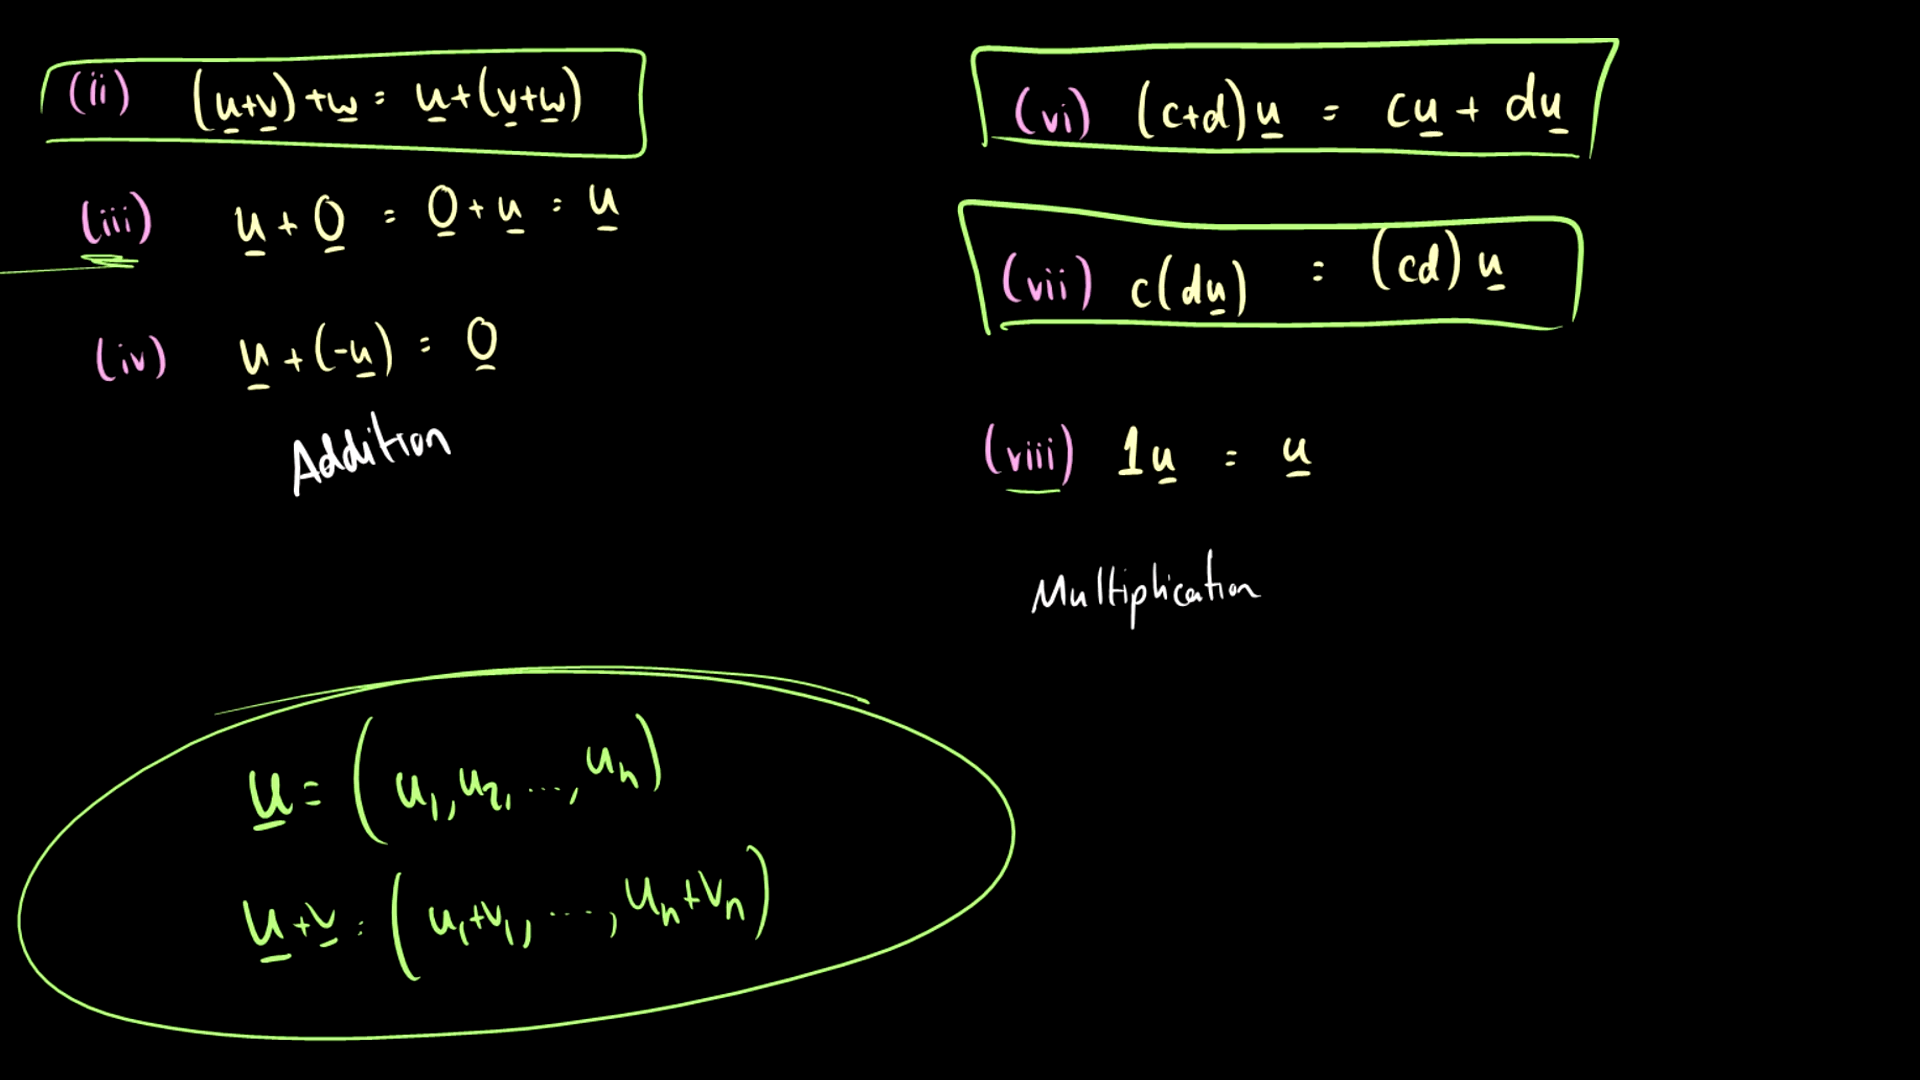 (ii) (u+v)+w = u+(v+w)
(iii) u + 0 = 0 + u = u
(iv) u + (-u) = 0
Addition
(vi) (c+d)u = cu + du
(vii) c(du) = (cd)u
(viii) 1u = u
Multiplication
u = (u₁, u₂, ..., uₙ)
u+v = (u₁+v₁, ..., uₙ+vₙ)